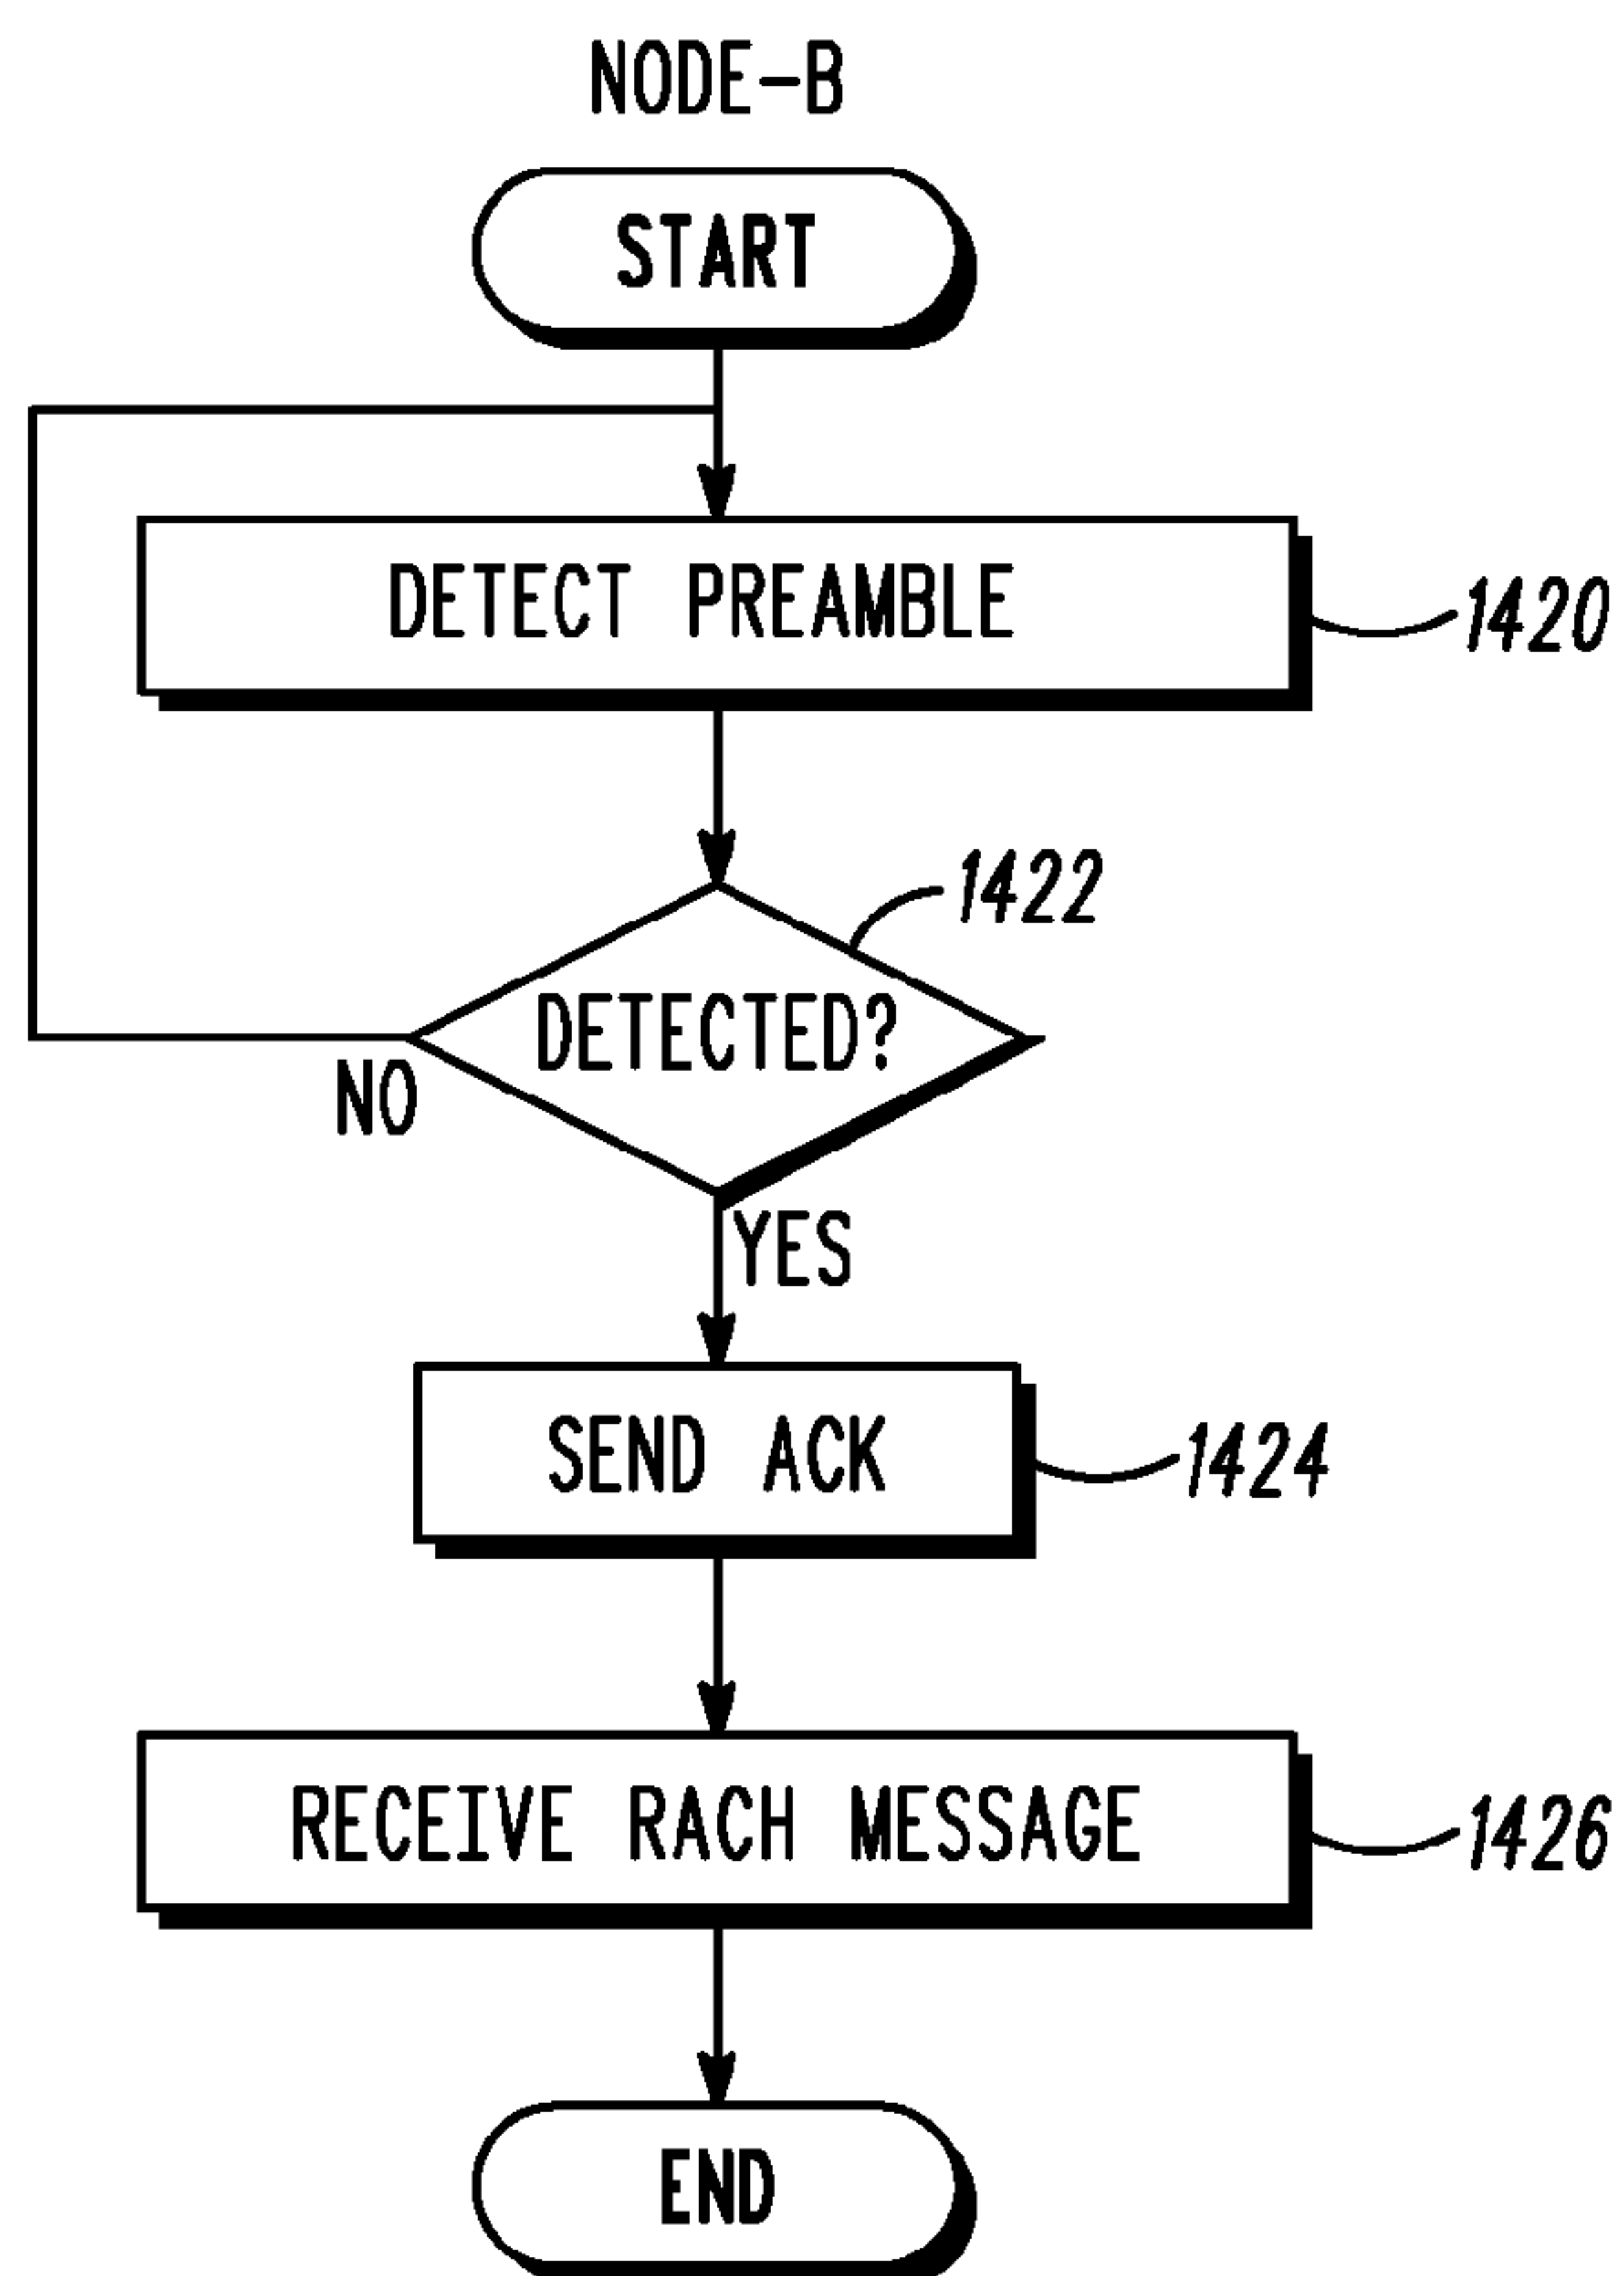 NODE-B
START
DETECT PREAMBLE
1420
1422
DETECTED?
NO
YES
SEND ACK
1424
RECEIVE RACH MESSAGE
1426
END